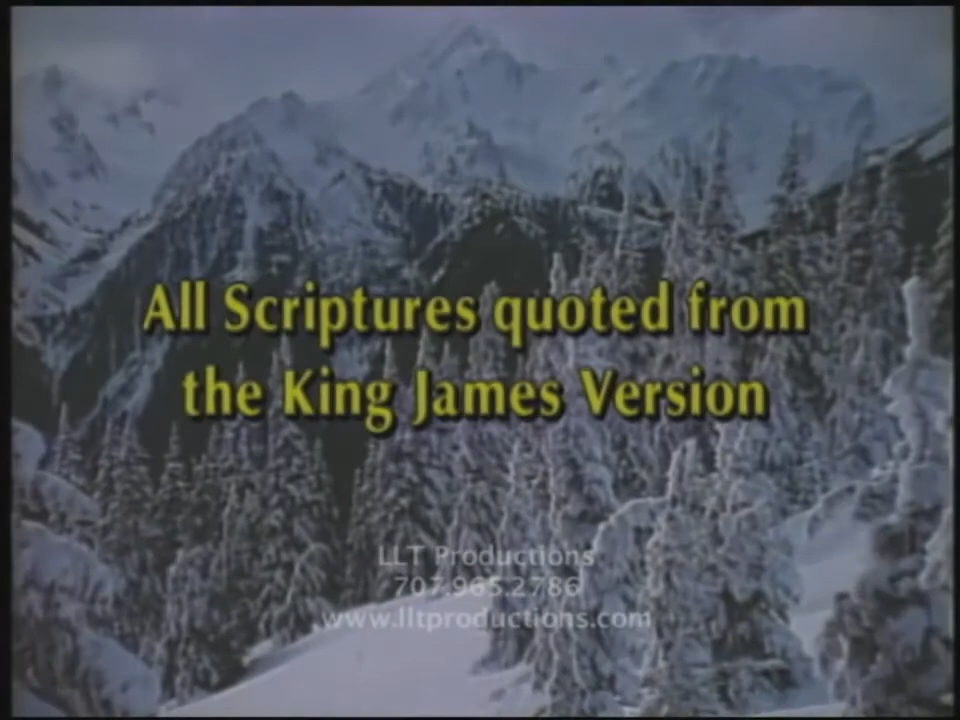 All Scriptures quoted from
the King James Version
LLT Productions
707.965.2786
www.lltproductions.com